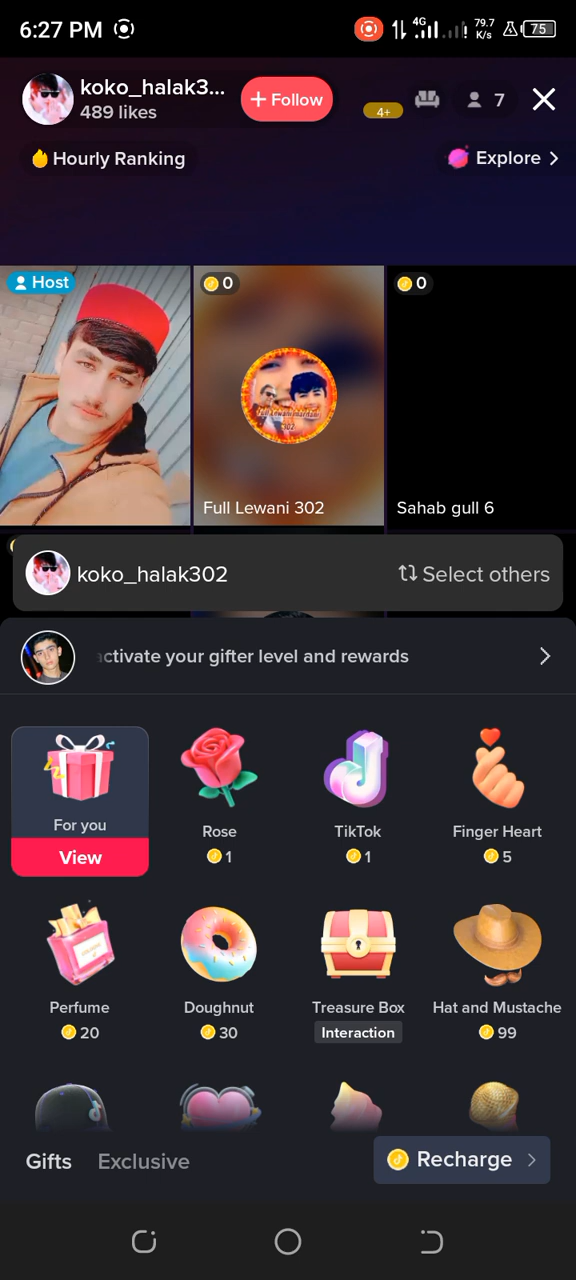 6:27 PM
4G
79.7
K/s
75
koko_halak3...
489 likes
+ Follow
4+
7
Hourly Ranking
Explore
Host
0
0
Full Lewani 302
Sahab gull 6
koko_halak302
Select others
activate your gifter level and rewards
For you
View
Rose
1
TikTok
1
Finger Heart
5
Perfume
20
Doughnut
30
Treasure Box
Interaction
Hat and Mustache
99
Gifts
Exclusive
Recharge